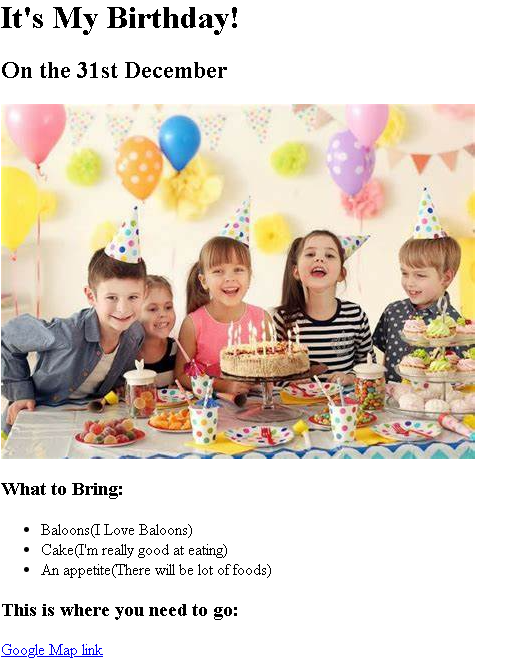 It's My Birthday!
On the 31st December
What to Bring:
Baloons(I Love Baloons)
Cake(I'm really good at eating)
An appetite(There will be lot of foods)
This is where you need to go:
Google Map link